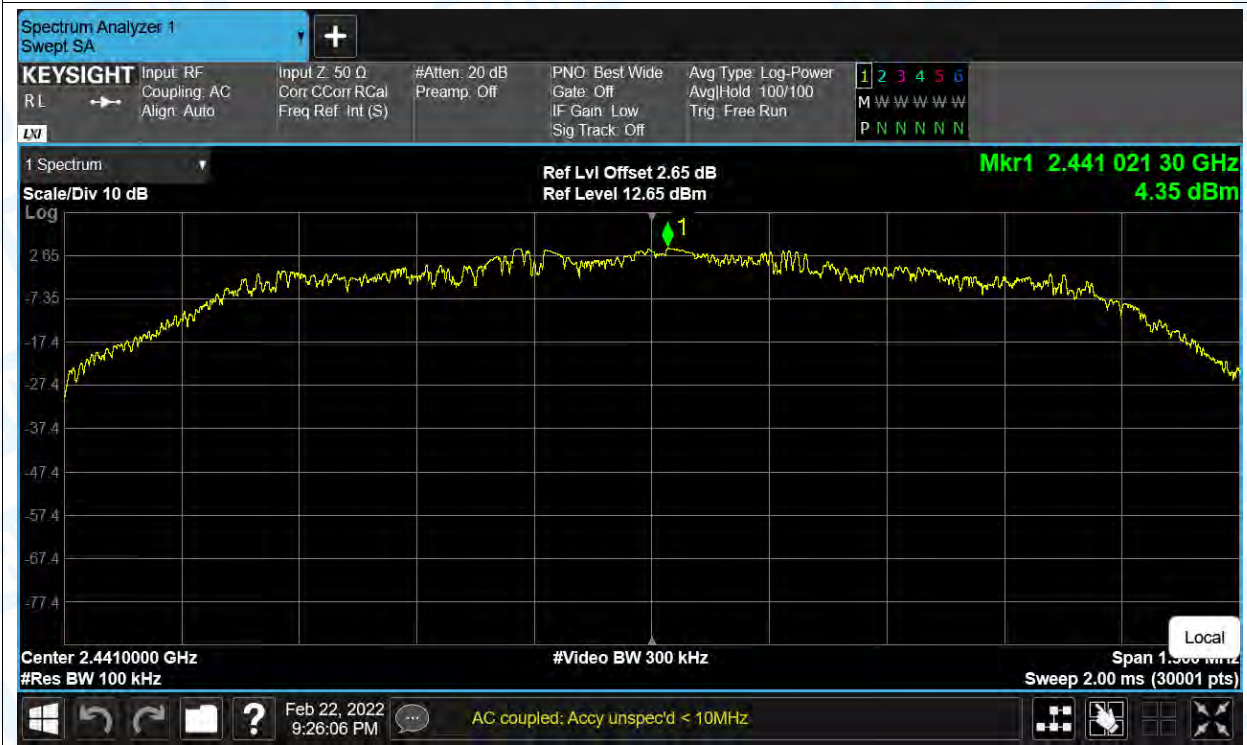 Spectrum Analyzer 1
Swept SA
+
KEYSIGHT Input: RF Input Z: 50 Ω #Atten: 20 dB PNO: Best Wide Avg Type: Log-Power 1 2 3 4 5 6
R L Coupling: AC Corr CCorr RCal Preamp: Off Gate: Off Avg|Hold: 100/100 M W W W W W
Align: Auto Freq Ref: Int (S) IF Gain: Low Trig: Free Run
LXI Sig Track: Off P N N N N N N
1 Spectrum Ref Lvl Offset 2.65 dB Mkr1 2.441 021 30 GHz
Scale/Div 10 dB Ref Level 12.65 dBm 4.35 dBm
Log
1
2.65
-7.35
-17.4
-27.4
-37.4
-47.4
-57.4
-67.4
-77.4
Local
Center 2.4410000 GHz #Video BW 300 kHz Span
#Res BW 100 kHz Sweep 2.00 ms (30001 pts)
? Feb 22, 2022 AC coupled: Accy unspec'd < 10MHz
9:26:06 PM